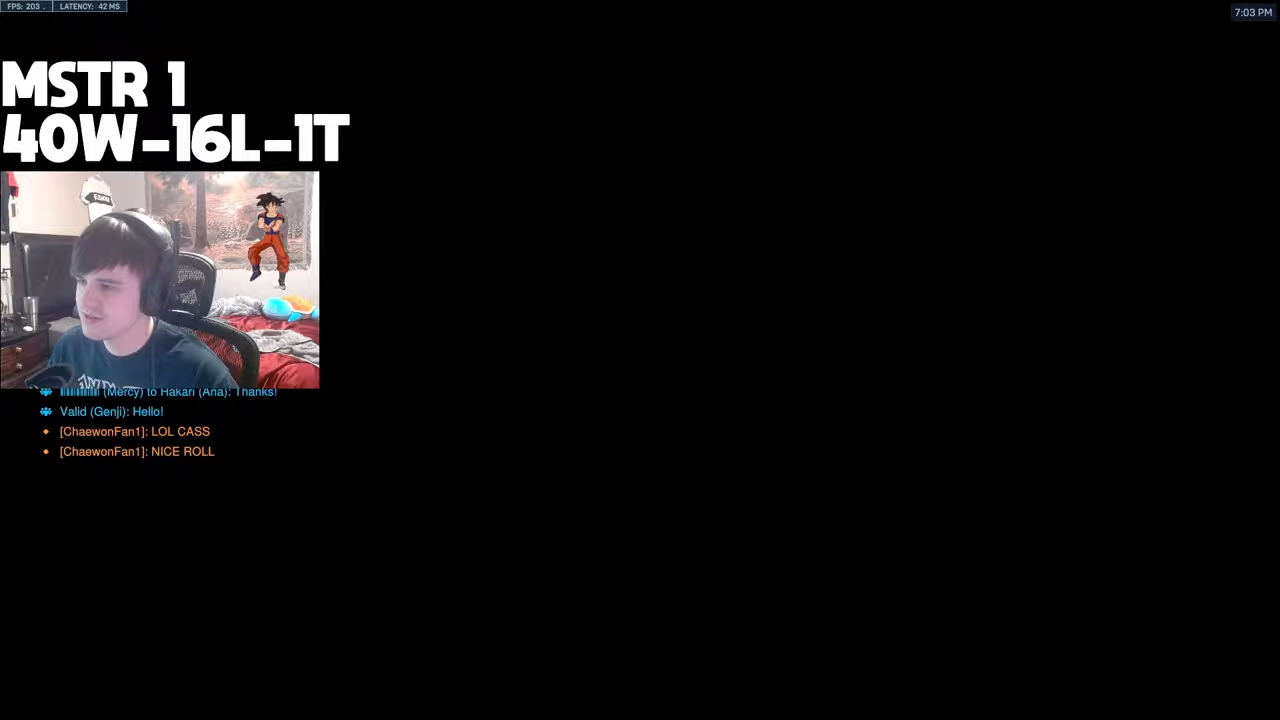 FPS: 203 . LATENCY: 42 MS
7:03 PM
MSTR 1
40W-16L-1T
(Mercy) to Hakari (Ana): Thanks!
Valid (Genji): Hello!
[ChaewonFan1]: LOL CASS
[ChaewonFan1]: NICE ROLL